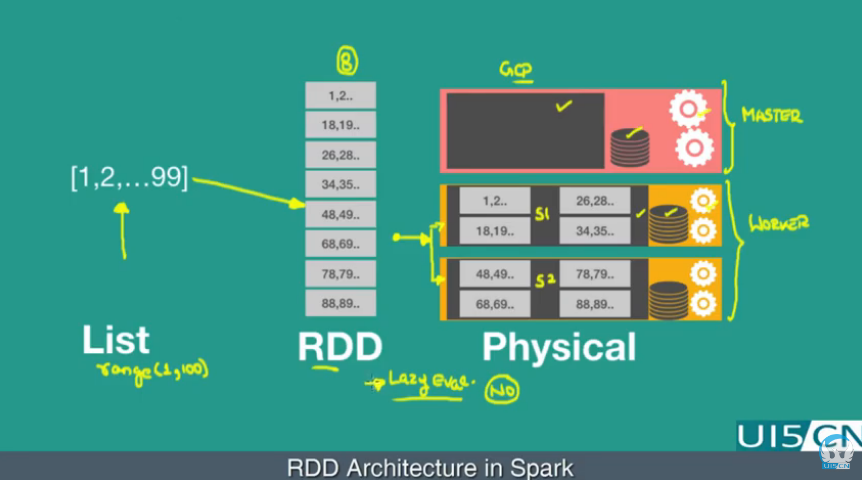 8
GCP
1,2..
18,19..
26,28..
34,35..
48,49..
68,69..
78,79..
88,89..
[1,2,...99]
MASTER
1,2..
S1
26,28..
18,19..
34,35..
WORKER
48,49..
S2
78,79..
68,69..
88,89..
List
RDD
Physical
range(1,100)
Lazy eval.
NO
UI5CN
UI5CN
RDD Architecture in Spark